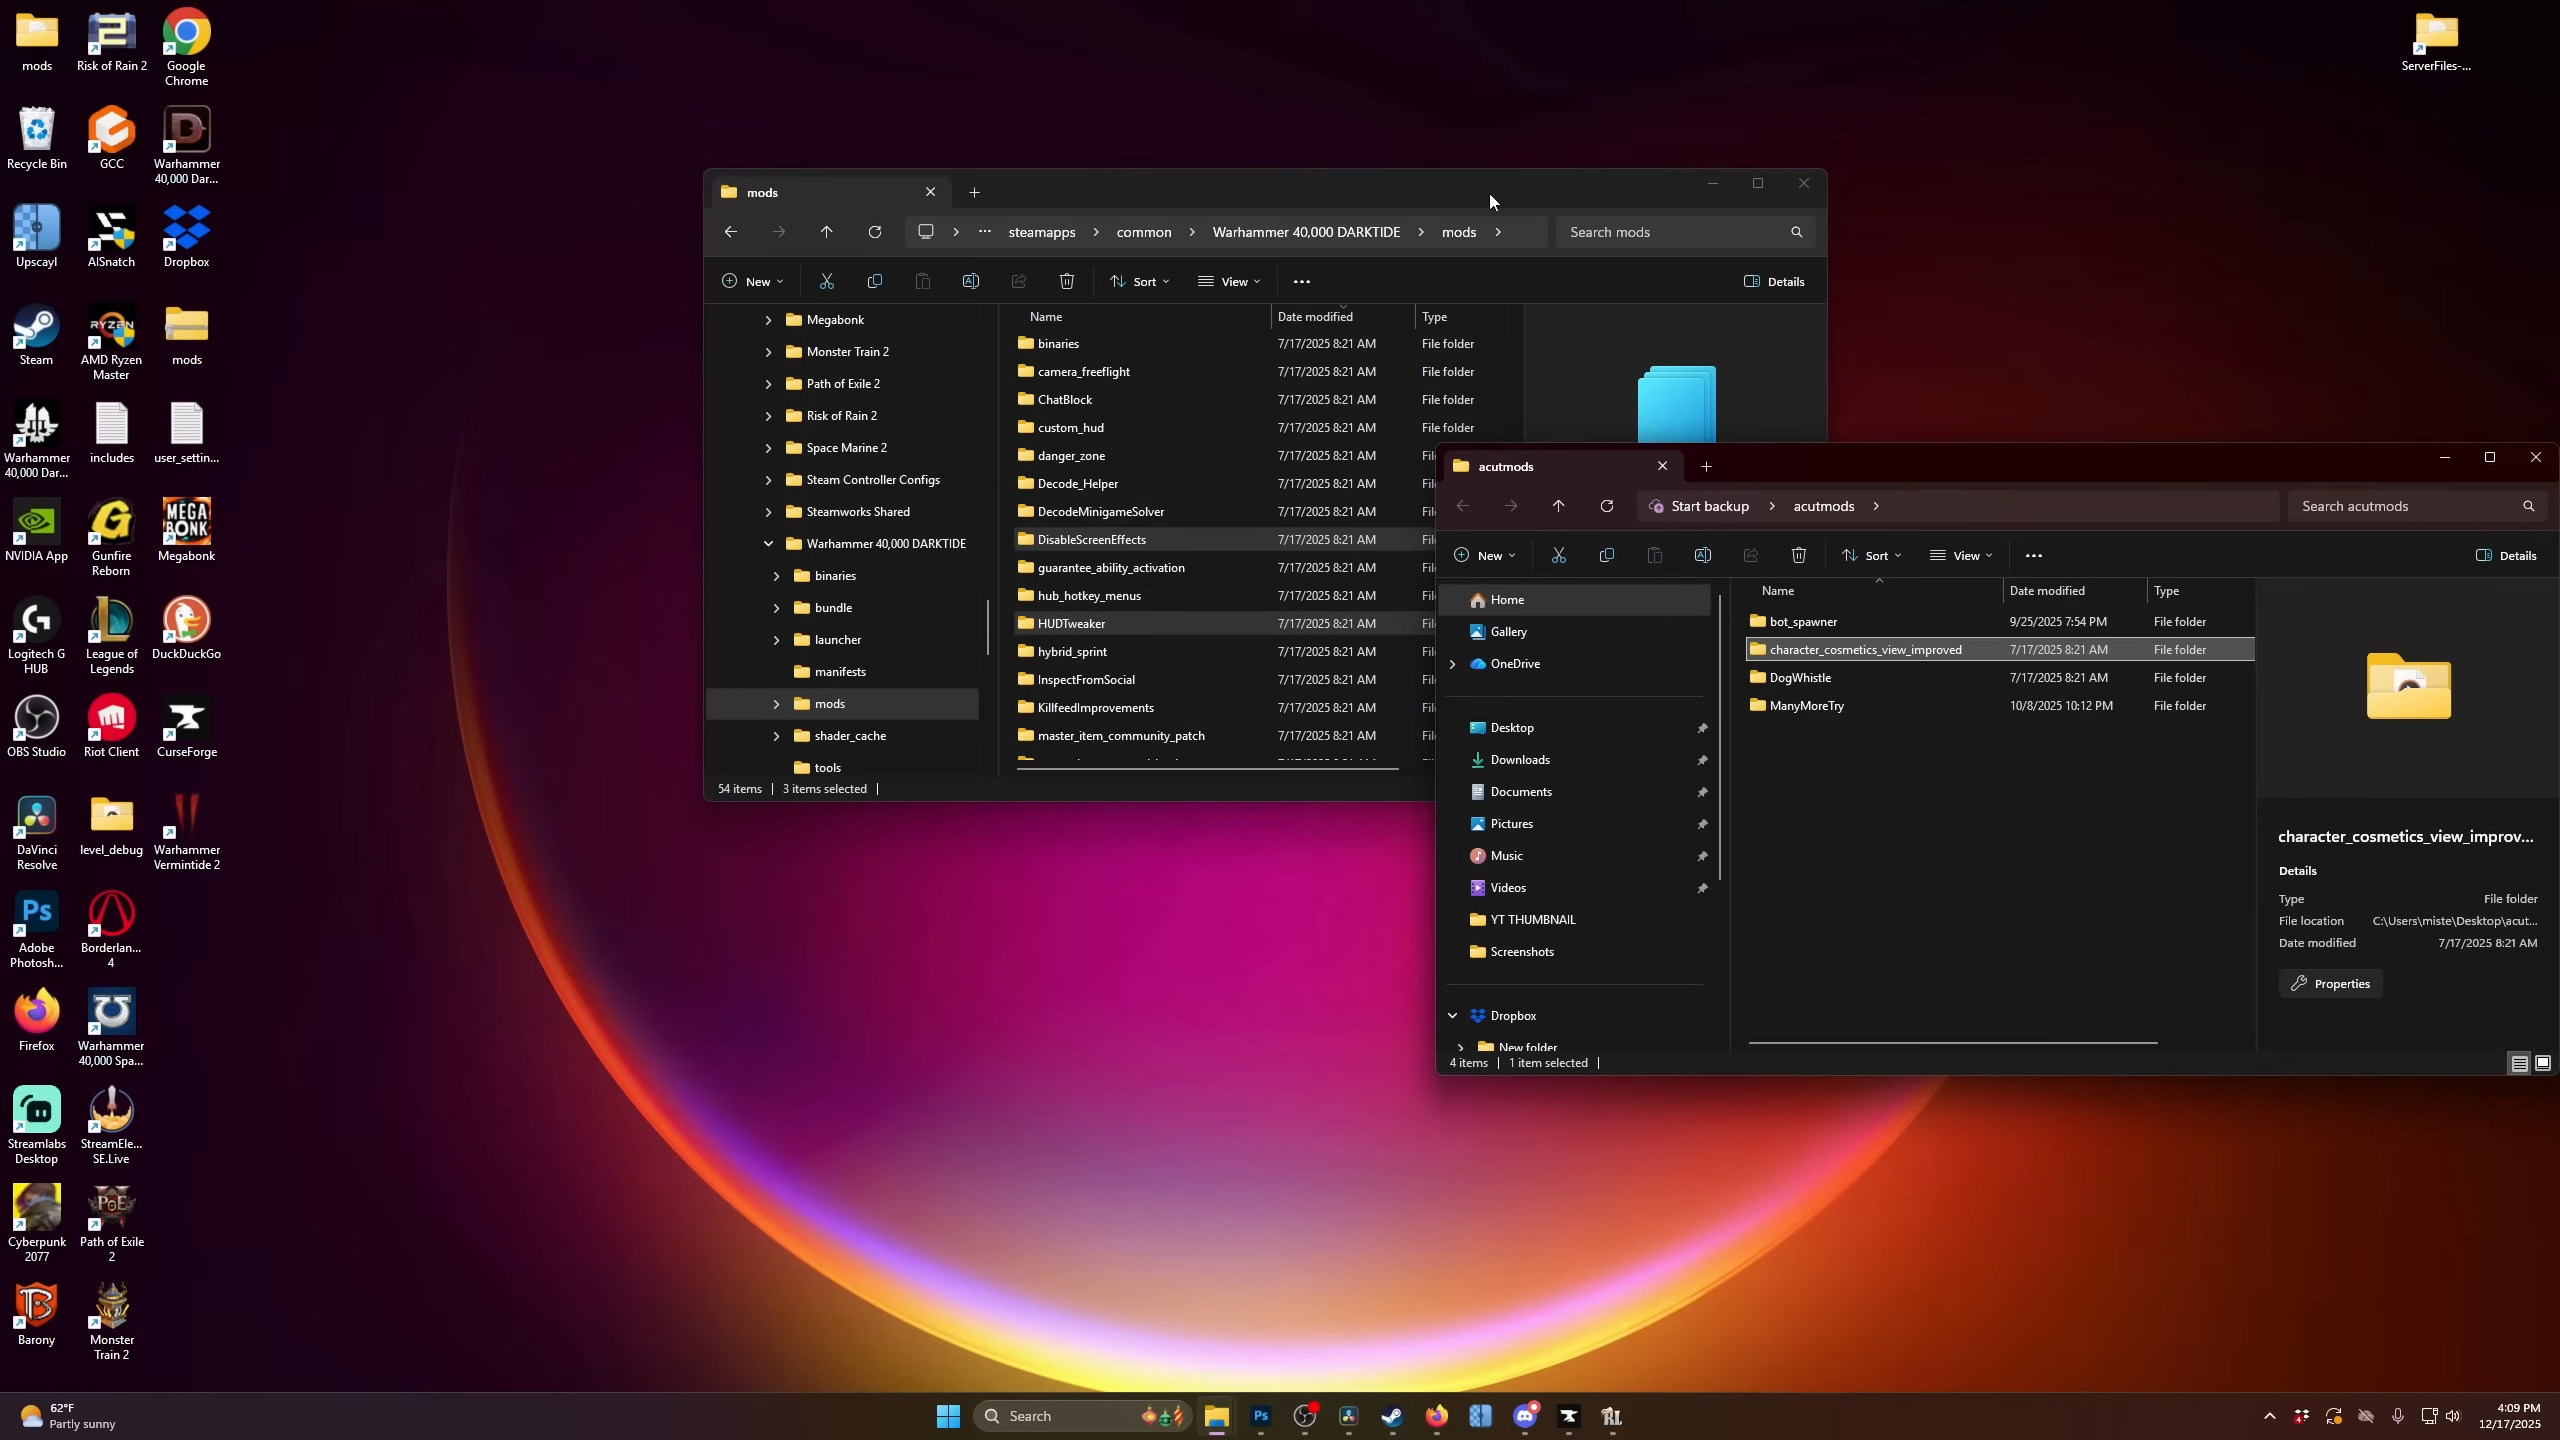 mods
Risk of Rain 2
Google
Chrome
ServerFiles-...
Recycle Bin
GCC
Warhammer
40,000 Dar...
Upscayl
AlSnatch
Dropbox
Steam
AMD Ryzen
Master
mods
Warhammer
40,000 Dar...
includes
user_settin...
NVIDIA App
Gunfire
Reborn
Megabonk
Logitech G
HUB
League of
Legends
DuckDuckGo
OBS Studio
Riot Client
CurseForge
DaVinci
Resolve
level_debug
Warhammer
Vermintide 2
Adobe
Photosh...
Borderlan...
4
Firefox
Warhammer
40,000 Spa...
Streamlabs
Desktop
StreamEle...
SE.Live
Cyberpunk
2077
Path of Exile
2
Barony
Monster
Train 2
mods
steamapps > common > Warhammer 40,000 DARKTIDE > mods >
Search mods
New
Sort
View
Details
Megabonk
Monster Train 2
Path of Exile 2
Risk of Rain 2
Space Marine 2
Steam Controller Configs
Steamworks Shared
Warhammer 40,000 DARKTIDE
binaries
bundle
launcher
manifests
mods
shader_cache
tools
Name Date modified Type
binaries 7/17/2025 8:21 AM File folder
camera_freeflight 7/17/2025 8:21 AM File folder
ChatBlock 7/17/2025 8:21 AM File folder
custom_hud 7/17/2025 8:21 AM File folder
danger_zone 7/17/2025 8:21 AM
Decode_Helper 7/17/2025 8:21 AM
DecodeMinigameSolver 7/17/2025 8:21 AM
DisableScreenEffects 7/17/2025 8:21 AM
guarantee_ability_activation 7/17/2025 8:21 AM
hub_hotkey_menus 7/17/2025 8:21 AM
HUDTweaker 7/17/2025 8:21 AM
hybrid_sprint 7/17/2025 8:21 AM
InspectFromSocial 7/17/2025 8:21 AM
KillfeedImprovements 7/17/2025 8:21 AM
master_item_community_patch 7/17/2025 8:21 AM
54 items | 3 items selected |
acutmods
Start backup > acutmods >
Search acutmods
New
Sort
View
Details
Home
Gallery
OneDrive
Desktop
Downloads
Documents
Pictures
Music
Videos
YT THUMBNAIL
Screenshots
Dropbox
New folder
Name Date modified Type
bot_spawner 9/25/2025 7:54 PM File folder
character_cosmetics_view_improved 7/17/2025 8:21 AM File folder
DogWhistle 7/17/2025 8:21 AM File folder
ManyMoreTry 10/8/2025 10:12 PM File folder
character_cosmetics_view_improv...
Details
Type File folder
File location C:\Users\miste\Desktop\acut...
Date modified 7/17/2025 8:21 AM
Properties
4 items | 1 item selected |
62°F
Partly sunny
Search
4:09 PM
12/17/2025